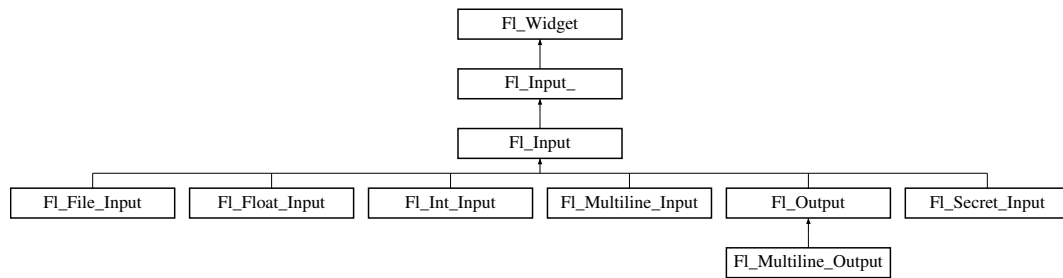 Fl_Widget
Fl_Input_
Fl_Input
Fl_File_Input
Fl_Float_Input
Fl_Int_Input
Fl_Multiline_Input
Fl_Output
Fl_Secret_Input
Fl_Multiline_Output